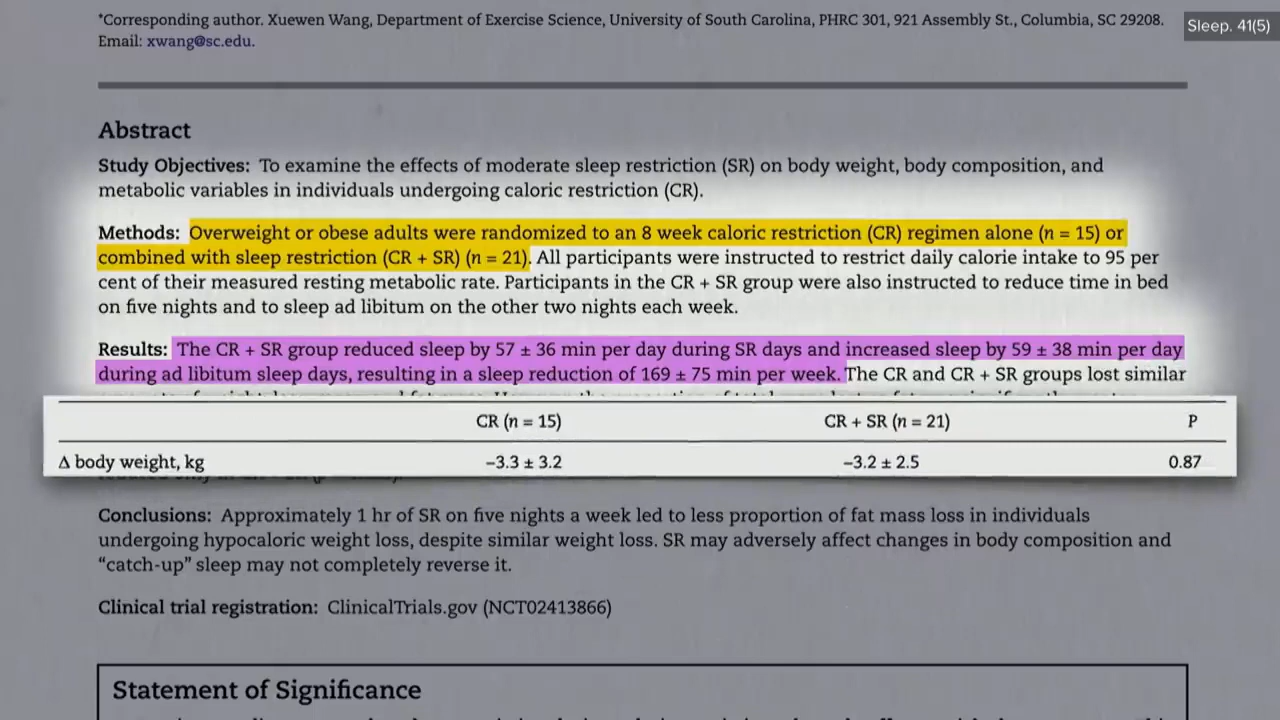 *Corresponding author. Xuewen Wang, Department of Exercise Science, University of South Carolina, PHRC 301, 921 Assembly St., Columbia, SC 29208.
Email: xwang@sc.edu.
Sleep. 41(5)
Abstract
Study Objectives: To examine the effects of moderate sleep restriction (SR) on body weight, body composition, and
metabolic variables in individuals undergoing caloric restriction (CR).
Methods: Overweight or obese adults were randomized to an 8 week caloric restriction (CR) regimen alone (n = 15) or
combined with sleep restriction (CR + SR) (n = 21). All participants were instructed to restrict daily calorie intake to 95 per
cent of their measured resting metabolic rate. Participants in the CR + SR group were also instructed to reduce time in bed
on five nights and to sleep ad libitum on the other two nights each week.
Results: The CR + SR group reduced sleep by 57 ± 36 min per day during SR days and increased sleep by 59 ± 38 min per day
during ad libitum sleep days, resulting in a sleep reduction of 169 ± 75 min per week. The CR and CR + SR groups lost similar
CR (n = 15) CR + SR (n = 21) P
Δ body weight, kg −3.3 ± 3.2 −3.2 ± 2.5 0.87
Conclusions: Approximately 1 hr of SR on five nights a week led to less proportion of fat mass loss in individuals
undergoing hypocaloric weight loss, despite similar weight loss. SR may adversely affect changes in body composition and
“catch-up” sleep may not completely reverse it.
Clinical trial registration: ClinicalTrials.gov (NCT02413866)
Statement of Significance